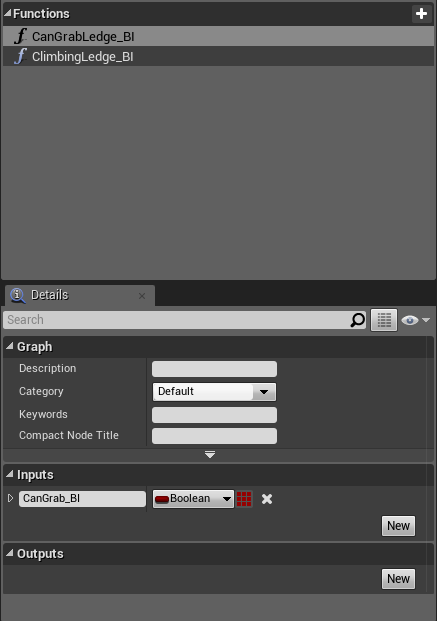 Functions
CanGrabLedge_BI
ClimbingLedge_BI
Details
Search
Graph
Description
Category Default
Keywords
Compact Node Title
Inputs
CanGrab_BI Boolean
New
Outputs
New